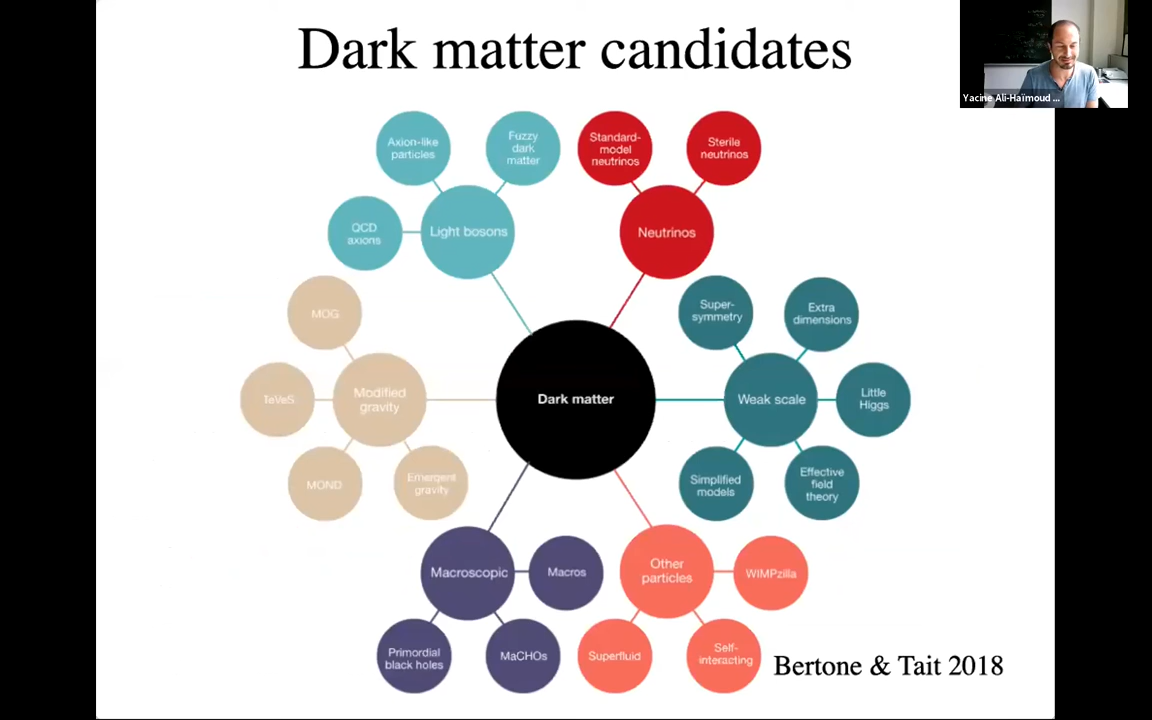 Dark matter candidates
Yacine Ali-Haïmoud ...
Axion-like
particles
Fuzzy
dark
matter
Standard-
model
neutrinos
Sterile
neutrinos
QCD
axions
Light bosons
Neutrinos
MOG
Super-
symmetry
Extra
dimensions
TeVeS
Modified
gravity
Dark matter
Weak scale
Little
Higgs
MOND
Emergent
gravity
Simplified
models
Effective
field
theory
Macroscopic
Macros
Other
particles
WIMPzilla
Primordial
black holes
MaCHOs
Superfluid
Self-
interacting
Bertone & Tait 2018